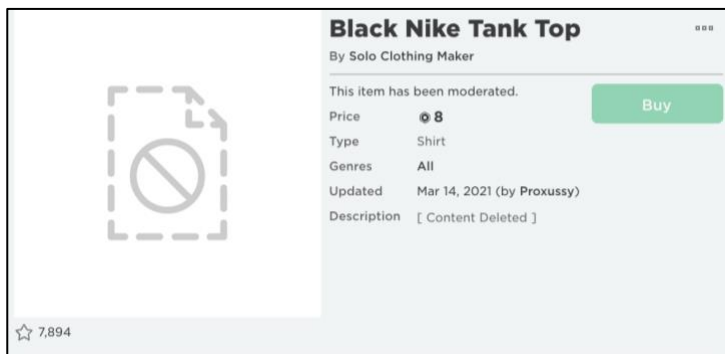 Black Nike Tank Top
By Solo Clothing Maker
This item has been moderated.
Buy
Price 8
Type Shirt
Genres All
Updated Mar 14, 2021 (by Proxussy)
Description [ Content Deleted ]
7,894